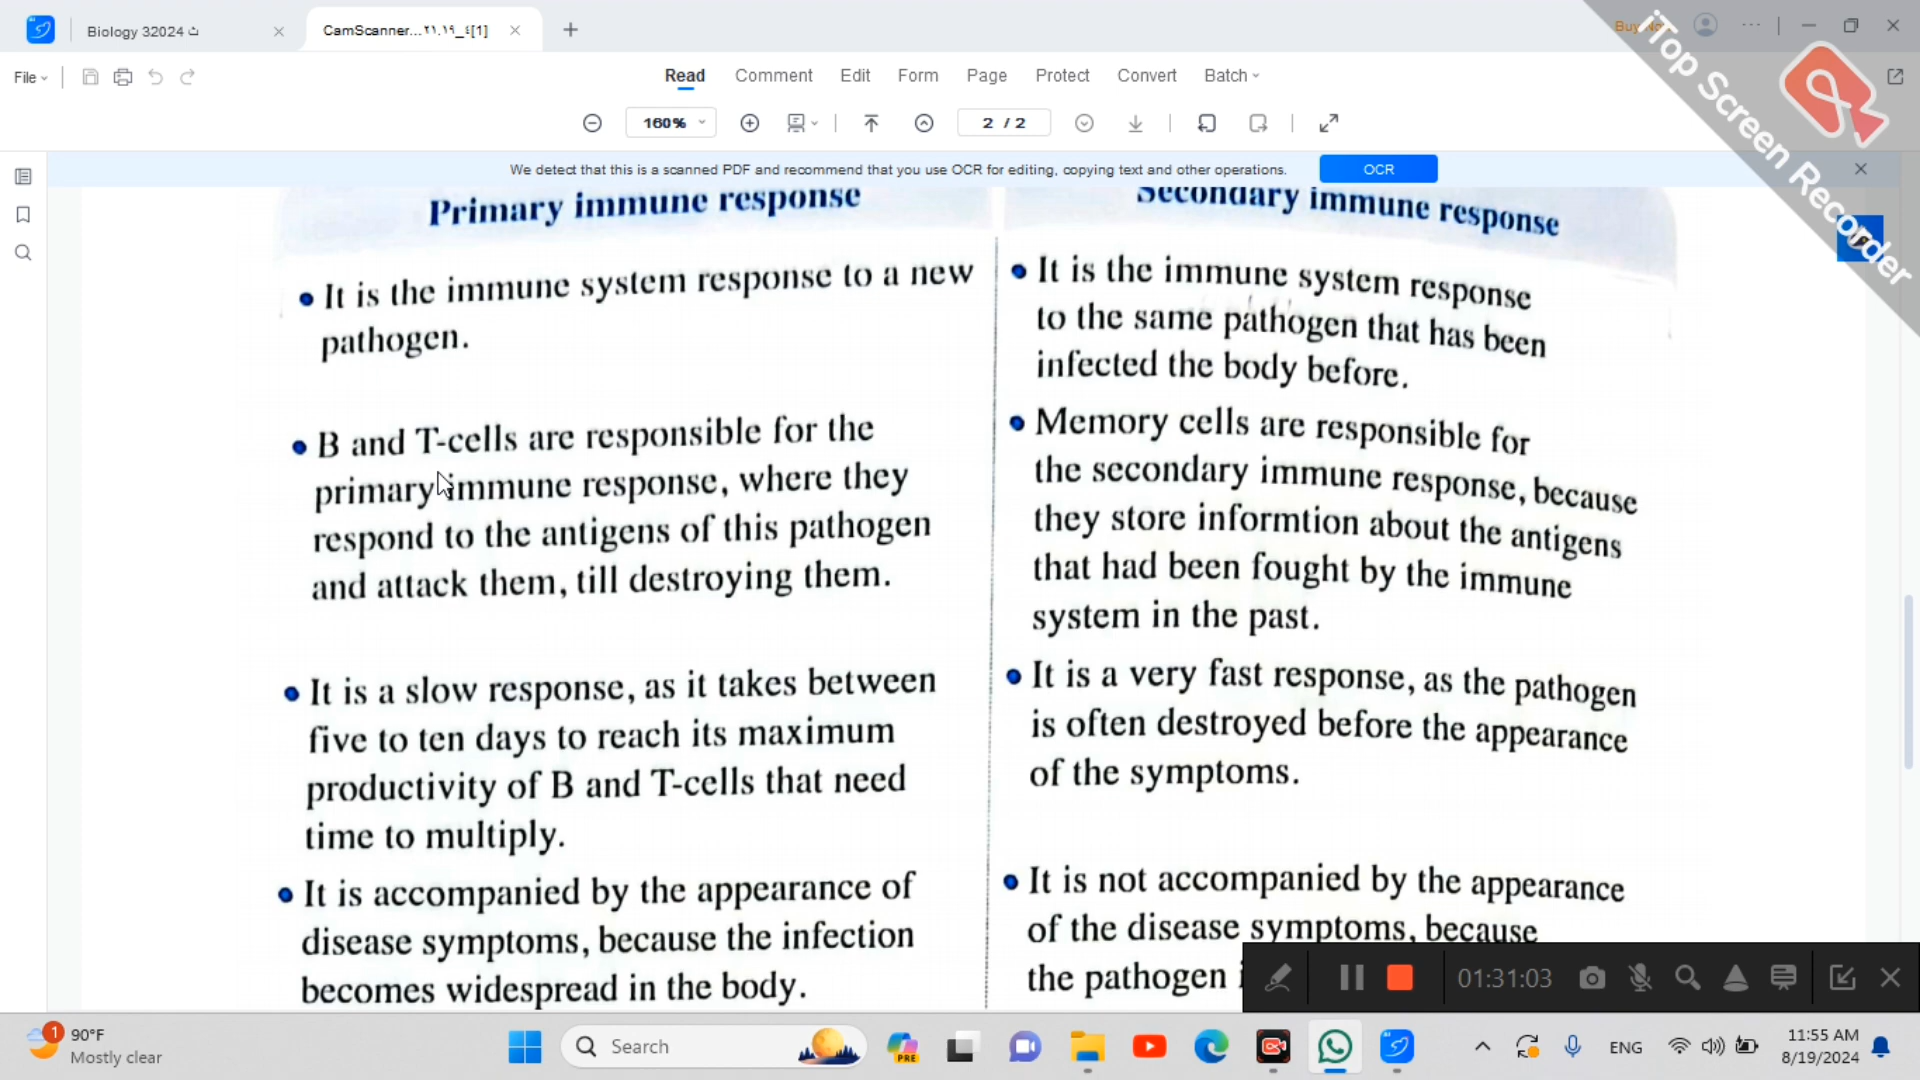 Biology 32024 ث
CamScanner...٢١.١٩_٤[1]
Buy Now
File
Read Comment Edit Form Page Protect Convert Batch
160%
2 / 2
iTop Screen Recorder
We detect that this is a scanned PDF and recommend that you use OCR for editing, copying text and other operations.
OCR
Primary immune response
• It is the immune system response to a new
pathogen.
• B and T-cells are responsible for the
primary immune response, where they
respond to the antigens of this pathogen
and attack them, till destroying them.
• It is a slow response, as it takes between
five to ten days to reach its maximum
productivity of B and T-cells that need
time to multiply.
• It is accompanied by the appearance of
disease symptoms, because the infection
becomes widespread in the body.
Secondary immune response
• It is the immune system response
to the same pathogen that has been
infected the body before.
• Memory cells are responsible for
the secondary immune response, because
they store informtion about the antigens
that had been fought by the immune
system in the past.
• It is a very fast response, as the pathogen
is often destroyed before the appearance
of the symptoms.
• It is not accompanied by the appearance
of the disease symptoms, because
the pathogen
01:31:03
1
90°F
Mostly clear
Search
PRE
ENG
11:55 AM
8/19/2024